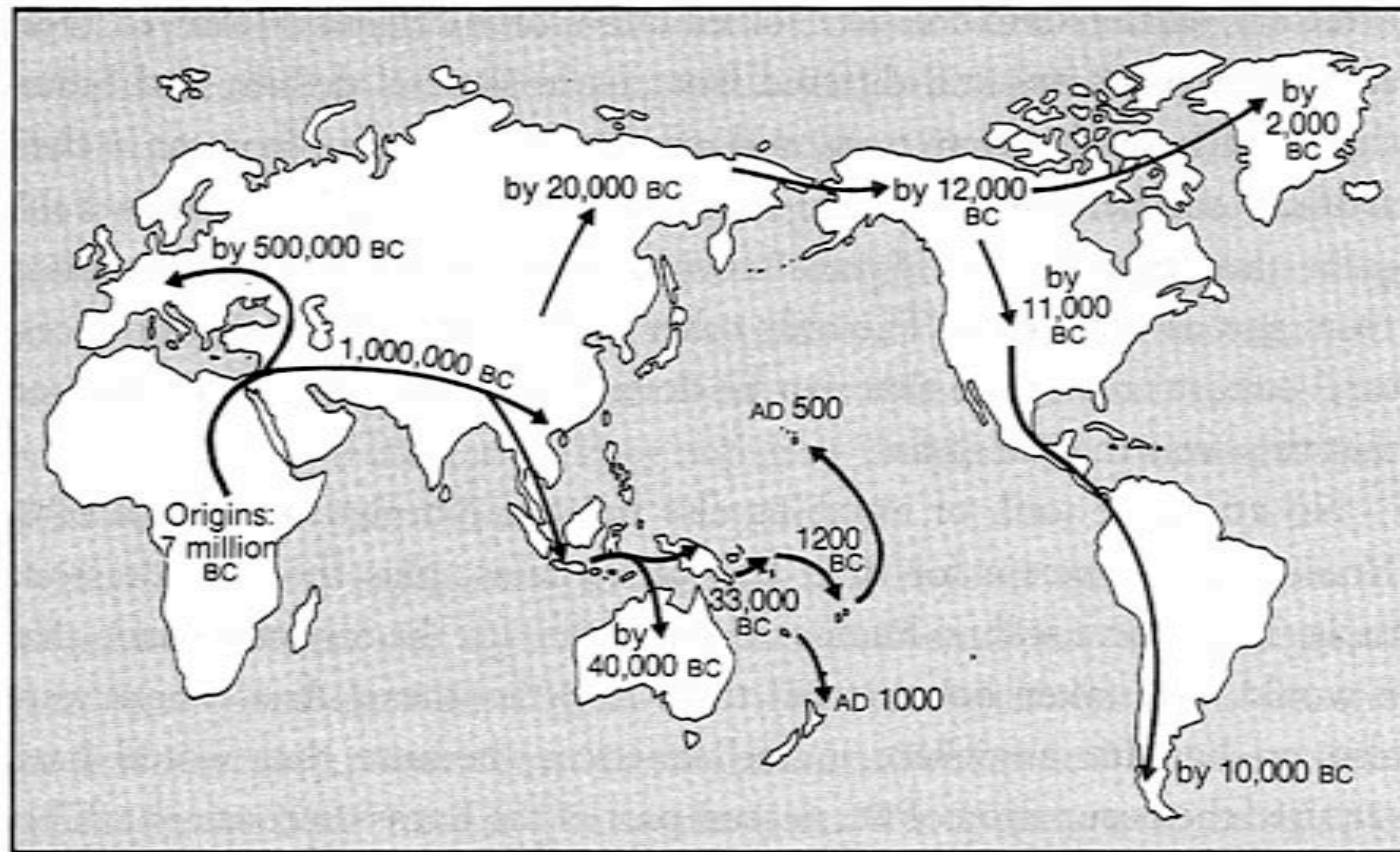 by
2,000
BC
by 20,000 BC
by 12,000
BC
by 500,000 BC
by
11,000
BC
1,000,000 BC
AD 500
Origins:
7 million
BC
1200
BC
33,000
BC
by
40,000 BC
AD 1000
by 10,000 BC